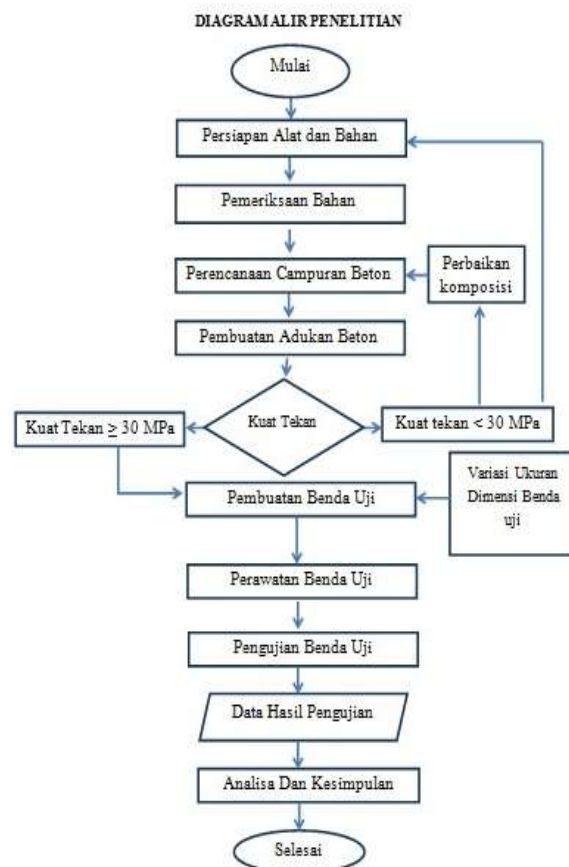 DIAGRAM ALIR PENELITIAN
Mulai
Persiapan Alat dan Bahan
Pemeriksaan Bahan
Perencanaan Campuran Beton
Perbaikan
komposisi
Pembuatan Adukan Beton
Kuat Tekan
Kuat Tekan ≥ 30 MPa
Kuat tekan < 30 MPa
Variasi Ukuran
Dimensi Benda
uji
Pembuatan Benda Uji
Perawatan Benda Uji
Pengujian Benda Uji
Data Hasil Pengujian
Analisa Dan Kesimpulan
Selesai